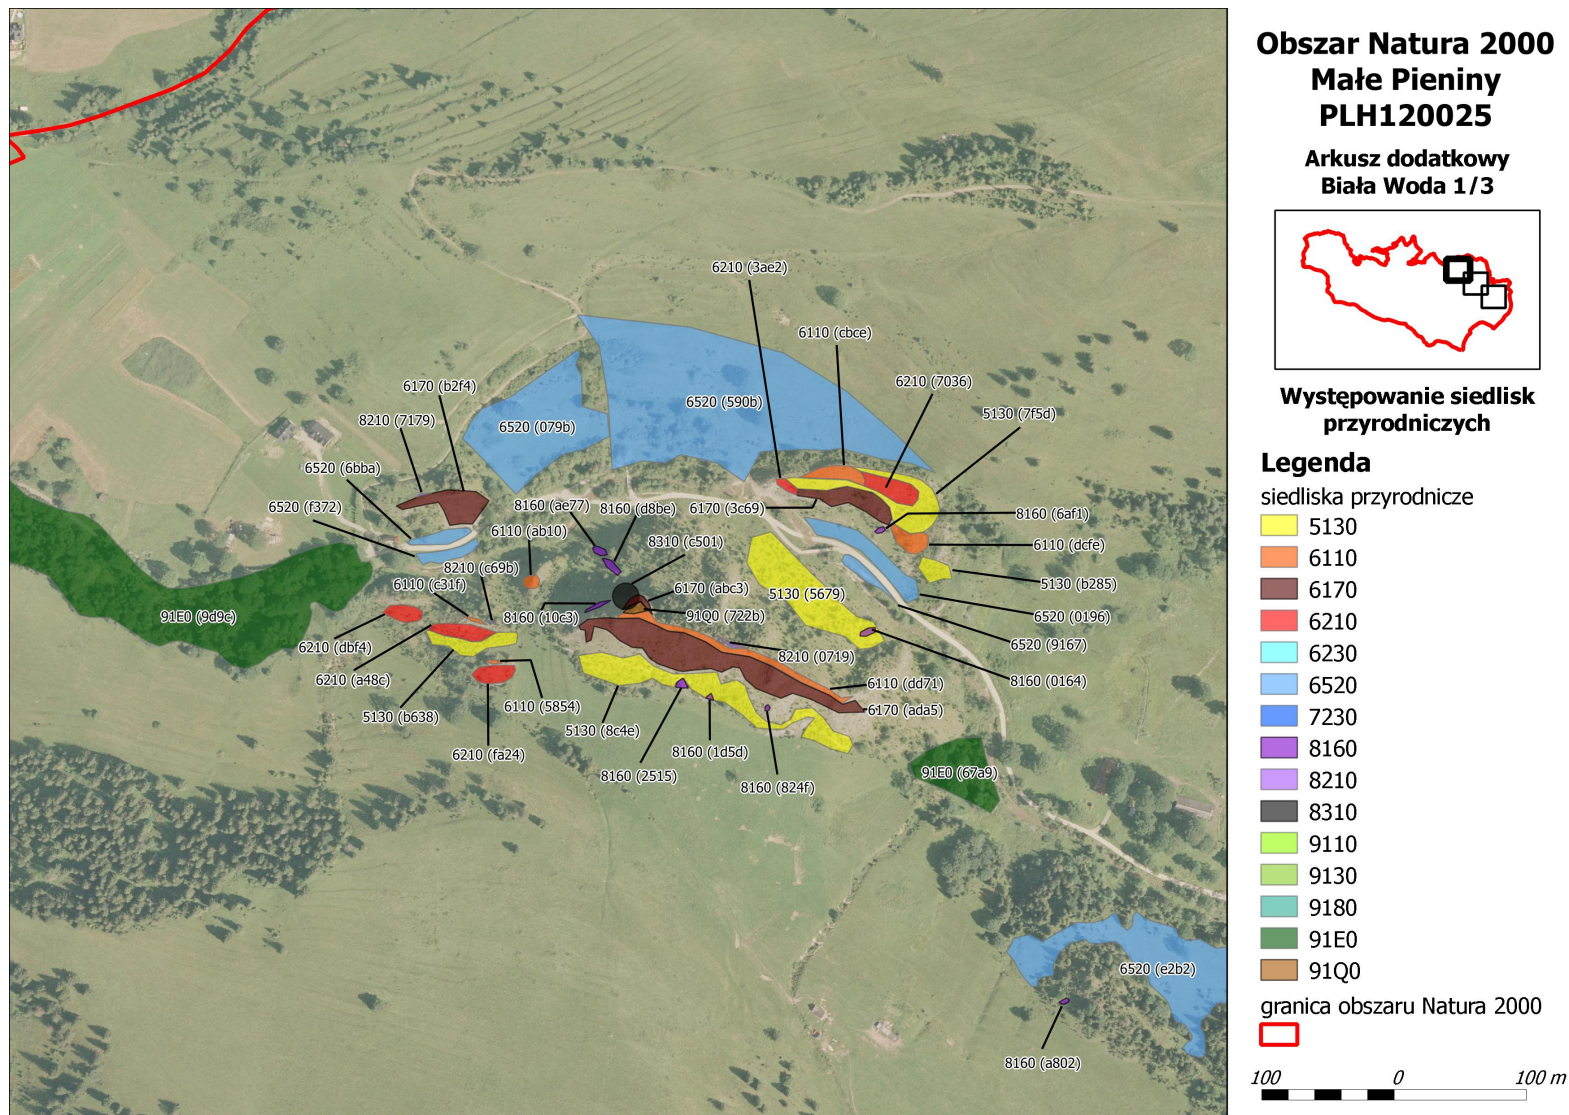 Obszar Natura 2000
Małe Pieniny
PLH120025
Arkusz dodatkowy
Biała Woda 1/3
Występowanie siedlisk
przyrodniczych
Legenda
siedliska przyrodnicze
5130
6110
6170
6210
6230
6520
7230
8160
8210
8310
9110
9130
9180
91E0
91Q0
granica obszaru Natura 2000
100 0 100 m
6210 (3ae2)
6110 (cbce)
6210 (7036)
5130 (7f5d)
6170 (b2f4)
8210 (7179)
6520 (590b)
6520 (079b)
6520 (6bba)
6520 (f372)
8160 (ae77)
8160 (d8be)
6170 (3c69)
8160 (6af1)
6110 (ab10)
8310 (c501)
6110 (dcfe)
8210 (c69b)
6110 (c31f)
6170 (abc3)
5130 (5679)
5130 (b285)
91E0 (9d9c)
8160 (10c3)
91Q0 (722b)
6520 (0196)
6210 (dbf4)
6520 (9167)
8210 (0719)
6210 (a48c)
8160 (0164)
6110 (dd71)
6110 (5854)
6170 (ada5)
5130 (b638)
5130 (8c4e)
6210 (fa24)
8160 (1d5d)
8160 (2515)
8160 (824f)
91E0 (67a9)
6520 (e2b2)
8160 (a802)